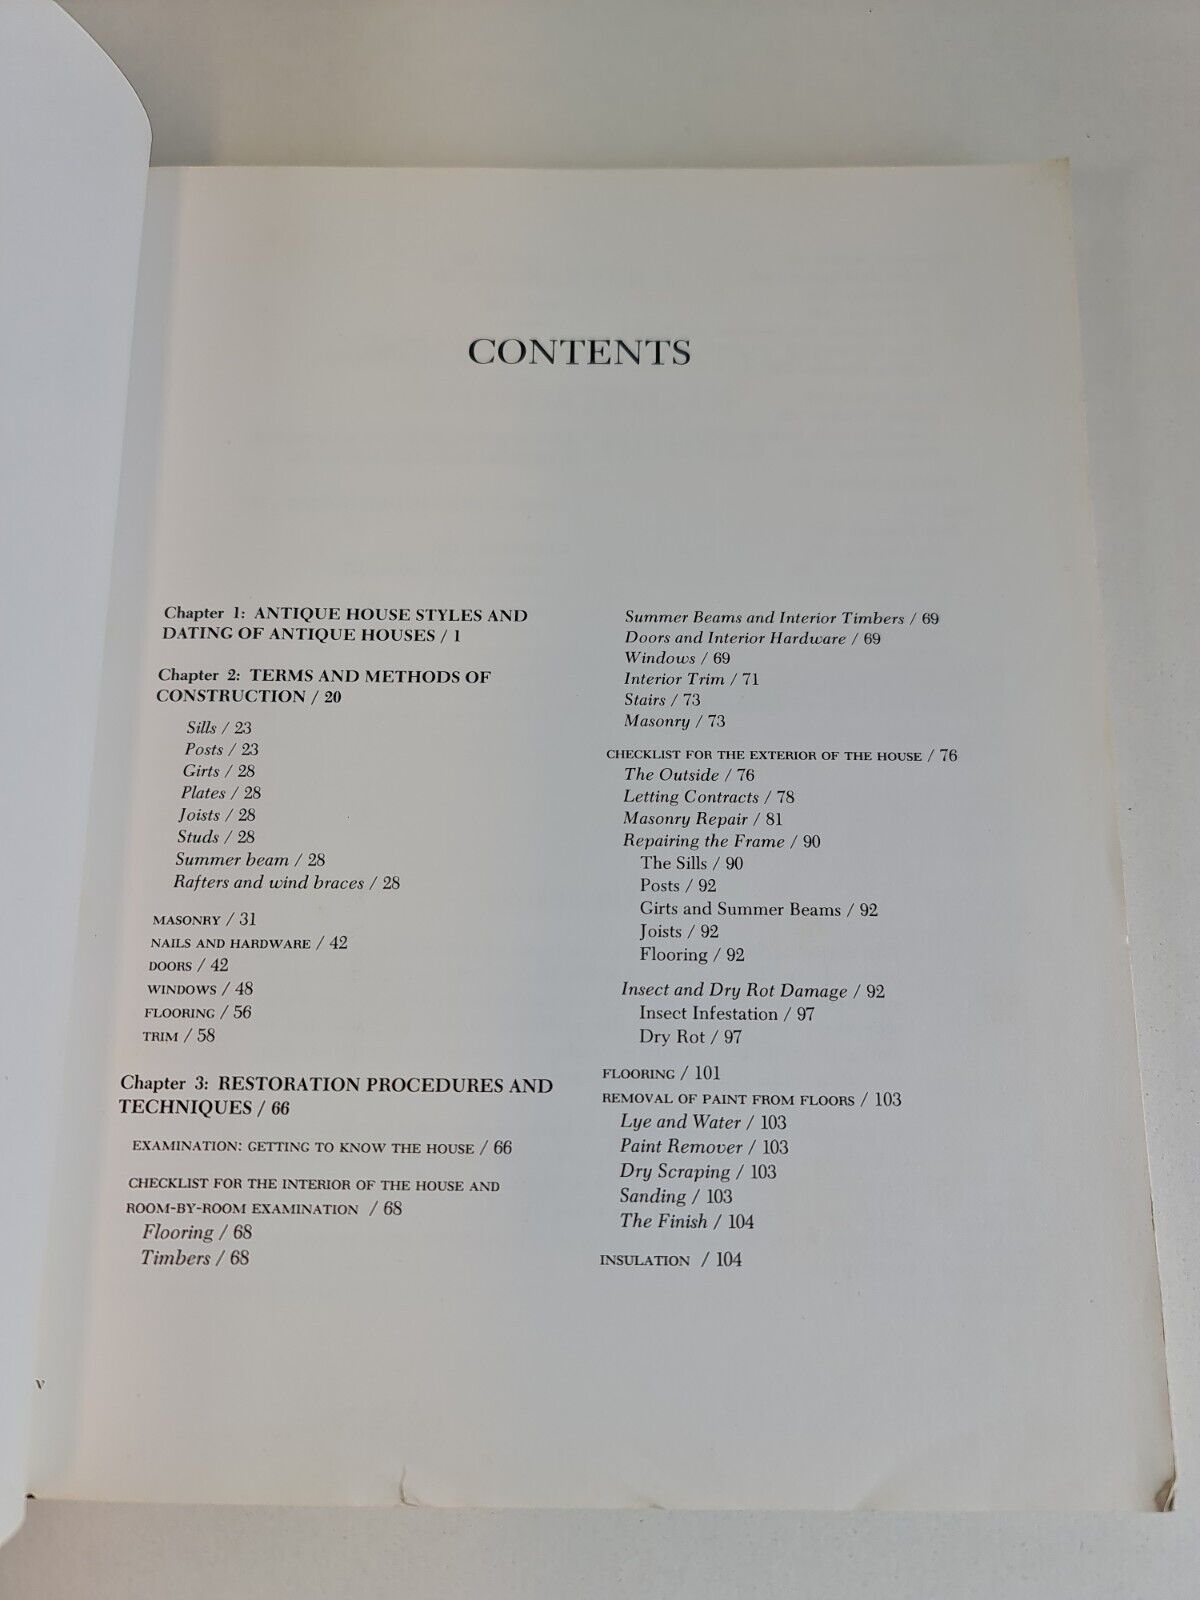 CONTENTS
Chapter 1: ANTIQUE HOUSE STYLES AND
DATING OF ANTIQUE HOUSES / 1
Chapter 2: TERMS AND METHODS OF
CONSTRUCTION / 20
Sills / 23
Posts / 23
Girts / 28
Plates / 28
Joists / 28
Studs / 28
Summer beam / 28
Rafters and wind braces / 28
MASONRY / 31
NAILS AND HARDWARE / 42
DOORS / 42
WINDOWS / 48
FLOORING / 56
TRIM / 58
Chapter 3: RESTORATION PROCEDURES AND
TECHNIQUES / 66
EXAMINATION: GETTING TO KNOW THE HOUSE / 66
CHECKLIST FOR THE INTERIOR OF THE HOUSE AND
ROOM-BY-ROOM EXAMINATION / 68
Flooring / 68
Timbers / 68
Summer Beams and Interior Timbers / 69
Doors and Interior Hardware / 69
Windows / 69
Interior Trim / 71
Stairs / 73
Masonry / 73
CHECKLIST FOR THE EXTERIOR OF THE HOUSE / 76
The Outside / 76
Letting Contracts / 78
Masonry Repair / 81
Repairing the Frame / 90
The Sills / 90
Posts / 92
Girts and Summer Beams / 92
Joists / 92
Flooring / 92
Insect and Dry Rot Damage / 92
Insect Infestation / 97
Dry Rot / 97
FLOORING / 101
REMOVAL OF PAINT FROM FLOORS / 103
Lye and Water / 103
Paint Remover / 103
Dry Scraping / 103
Sanding / 103
The Finish / 104
INSULATION / 104
v